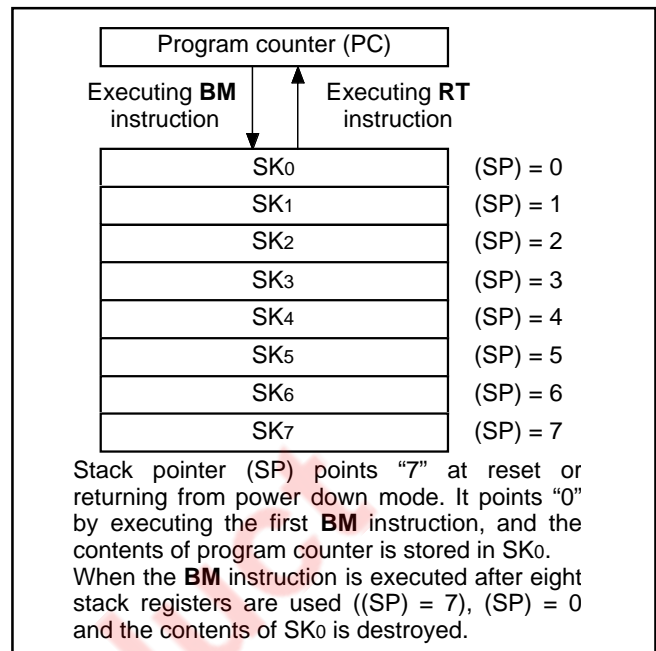 Program counter (PC)
Executing BM
instruction
Executing RT
instruction
SK0
(SP) = 0
SK1
(SP) = 1
SK2
(SP) = 2
SK3
(SP) = 3
SK4
(SP) = 4
SK5
(SP) = 5
SK6
(SP) = 6
SK7
(SP) = 7
Stack pointer (SP) points “7” at reset or
returning from power down mode. It points “0”
by executing the first BM instruction, and the
contents of program counter is stored in SK0.
When the BM instruction is executed after eight
stack registers are used ((SP) = 7), (SP) = 0
and the contents of SK0 is destroyed.